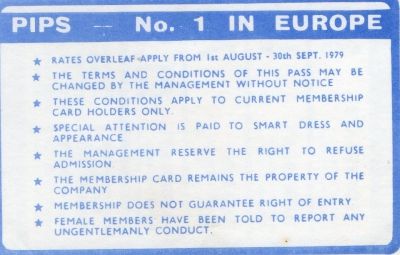 PIPS — No. 1 IN EUROPE
★ RATES OVERLEAF APPLY FROM 1st AUGUST - 30th SEPT. 1979
★ THE TERMS AND CONDITIONS OF THIS PASS MAY BE
CHANGED BY THE MANAGEMENT WITHOUT NOTICE
★ THESE CONDITIONS APPLY TO CURRENT MEMBERSHIP
CARD HOLDERS ONLY.
★ SPECIAL ATTENTION IS PAID TO SMART DRESS AND
APPEARANCE
★ THE MANAGEMENT RESERVE THE RIGHT TO REFUSE
ADMISSION
★ THE MEMBERSHIP CARD REMAINS THE PROPERTY OF THE
COMPANY
★ MEMBERSHIP DOES NOT GUARANTEE RIGHT OF ENTRY.
★ FEMALE MEMBERS HAVE BEEN TOLD TO REPORT ANY
UNGENTLEMANLY CONDUCT.